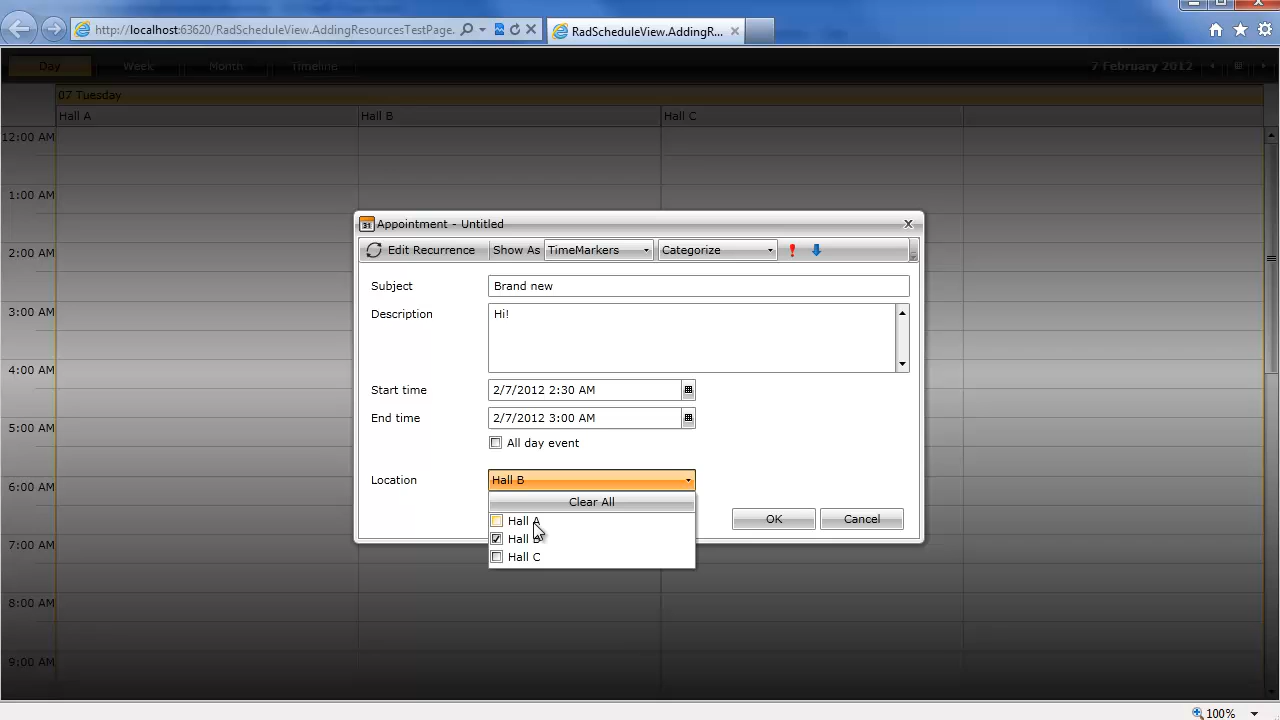 http://localhost:63620/RadScheduleView.AddingResourcesTestPage.
RadScheduleView.AddingR...
Day Week Month Timeline 7 February 2012
07 Tuesday
Hall A Hall B Hall C
12:00 AM
1:00 AM
2:00 AM
3:00 AM
4:00 AM
5:00 AM
6:00 AM
7:00 AM
8:00 AM
9:00 AM
31 Appointment - Untitled
Edit Recurrence Show As TimeMarkers Categorize
Subject Brand new
Description Hi!
Start time 2/7/2012 2:30 AM
End time 2/7/2012 3:00 AM
All day event
Location Hall B
Clear All
Hall A
Hall B
Hall C
OK Cancel
100%